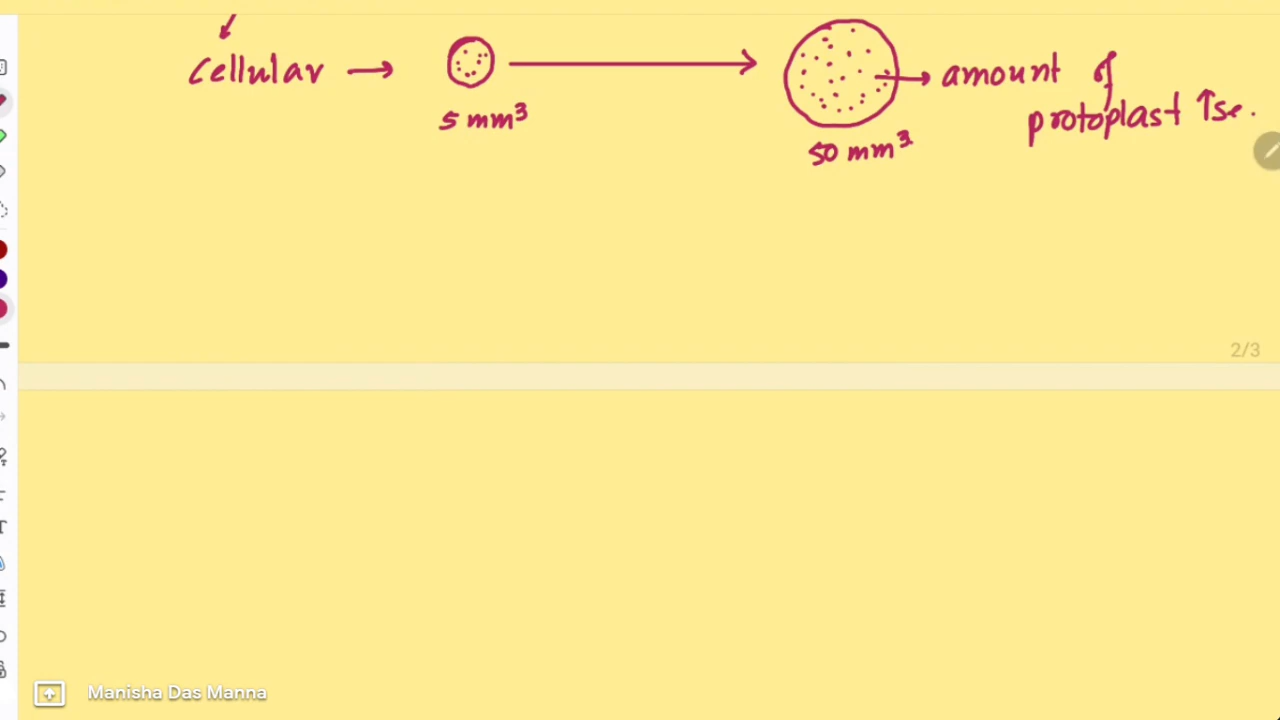 cellular → 5 mm³ → 50 mm³ → amount of
protoplast ↑se.
2/3
Manisha Das Manna